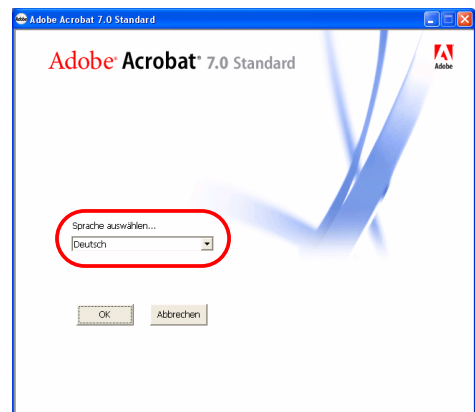 Adobe Acrobat 7.0 Standard
Adobe® Acrobat® 7.0 Standard
Adobe
Sprache auswählen...
Deutsch
OK
Abbrechen